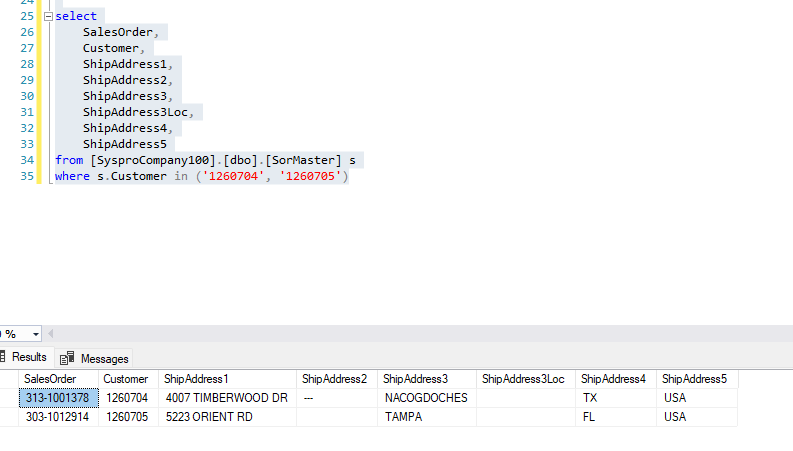 24
25 select
26 SalesOrder,
27 Customer,
28 ShipAddress1,
29 ShipAddress2,
30 ShipAddress3,
31 ShipAddress3Loc,
32 ShipAddress4,
33 ShipAddress5
34 from [SysproCompany100].[dbo].[SorMaster] s
35 where s.Customer in ('1260704', '1260705')
%
Results Messages
SalesOrder Customer ShipAddress1 ShipAddress2 ShipAddress3 ShipAddress3Loc ShipAddress4 ShipAddress5
313-1001378 1260704 4007 TIMBERWOOD DR --- NACOGDOCHES TX USA
303-1012914 1260705 5223 ORIENT RD TAMPA FL USA